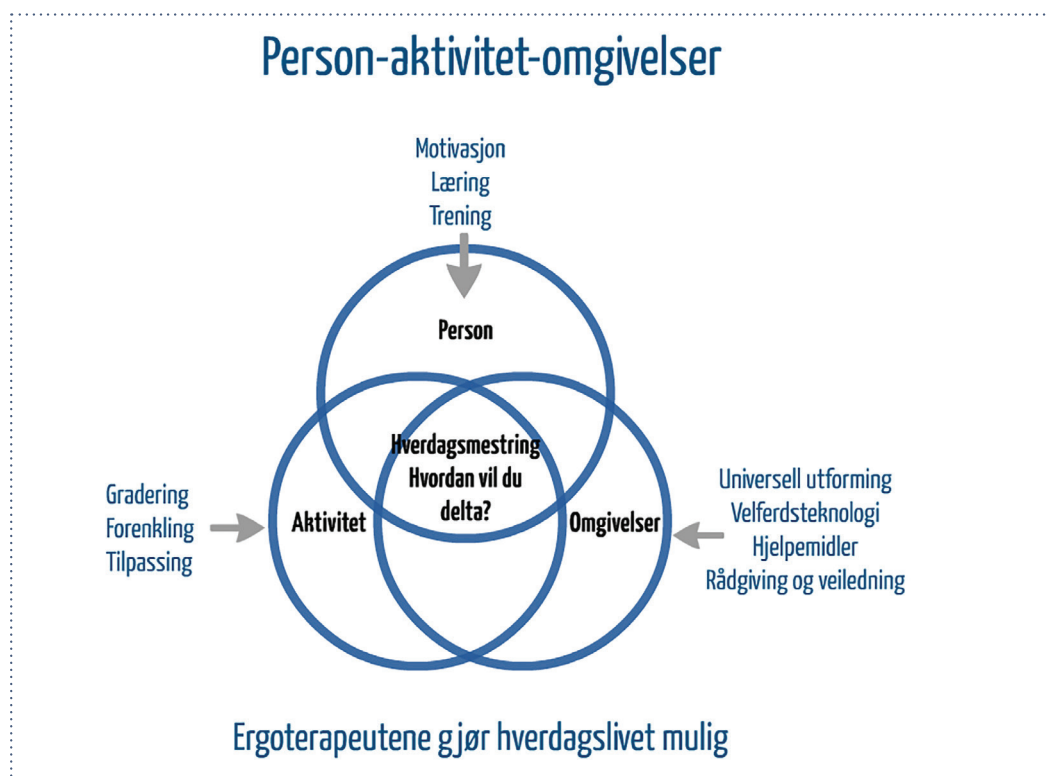 Person-aktivitet-omgivelser
Motivasjon
Læring
Trening
Person
Hverdagsmestring
Hvordan vil du
delta?
Gradering
Forenkling
Tilpassing
Aktivitet
Omgivelser
Universell utforming
Velferdsteknologi
Hjelpemidler
Rådgiving og veiledning
Ergoterapeutene gjør hverdagslivet mulig